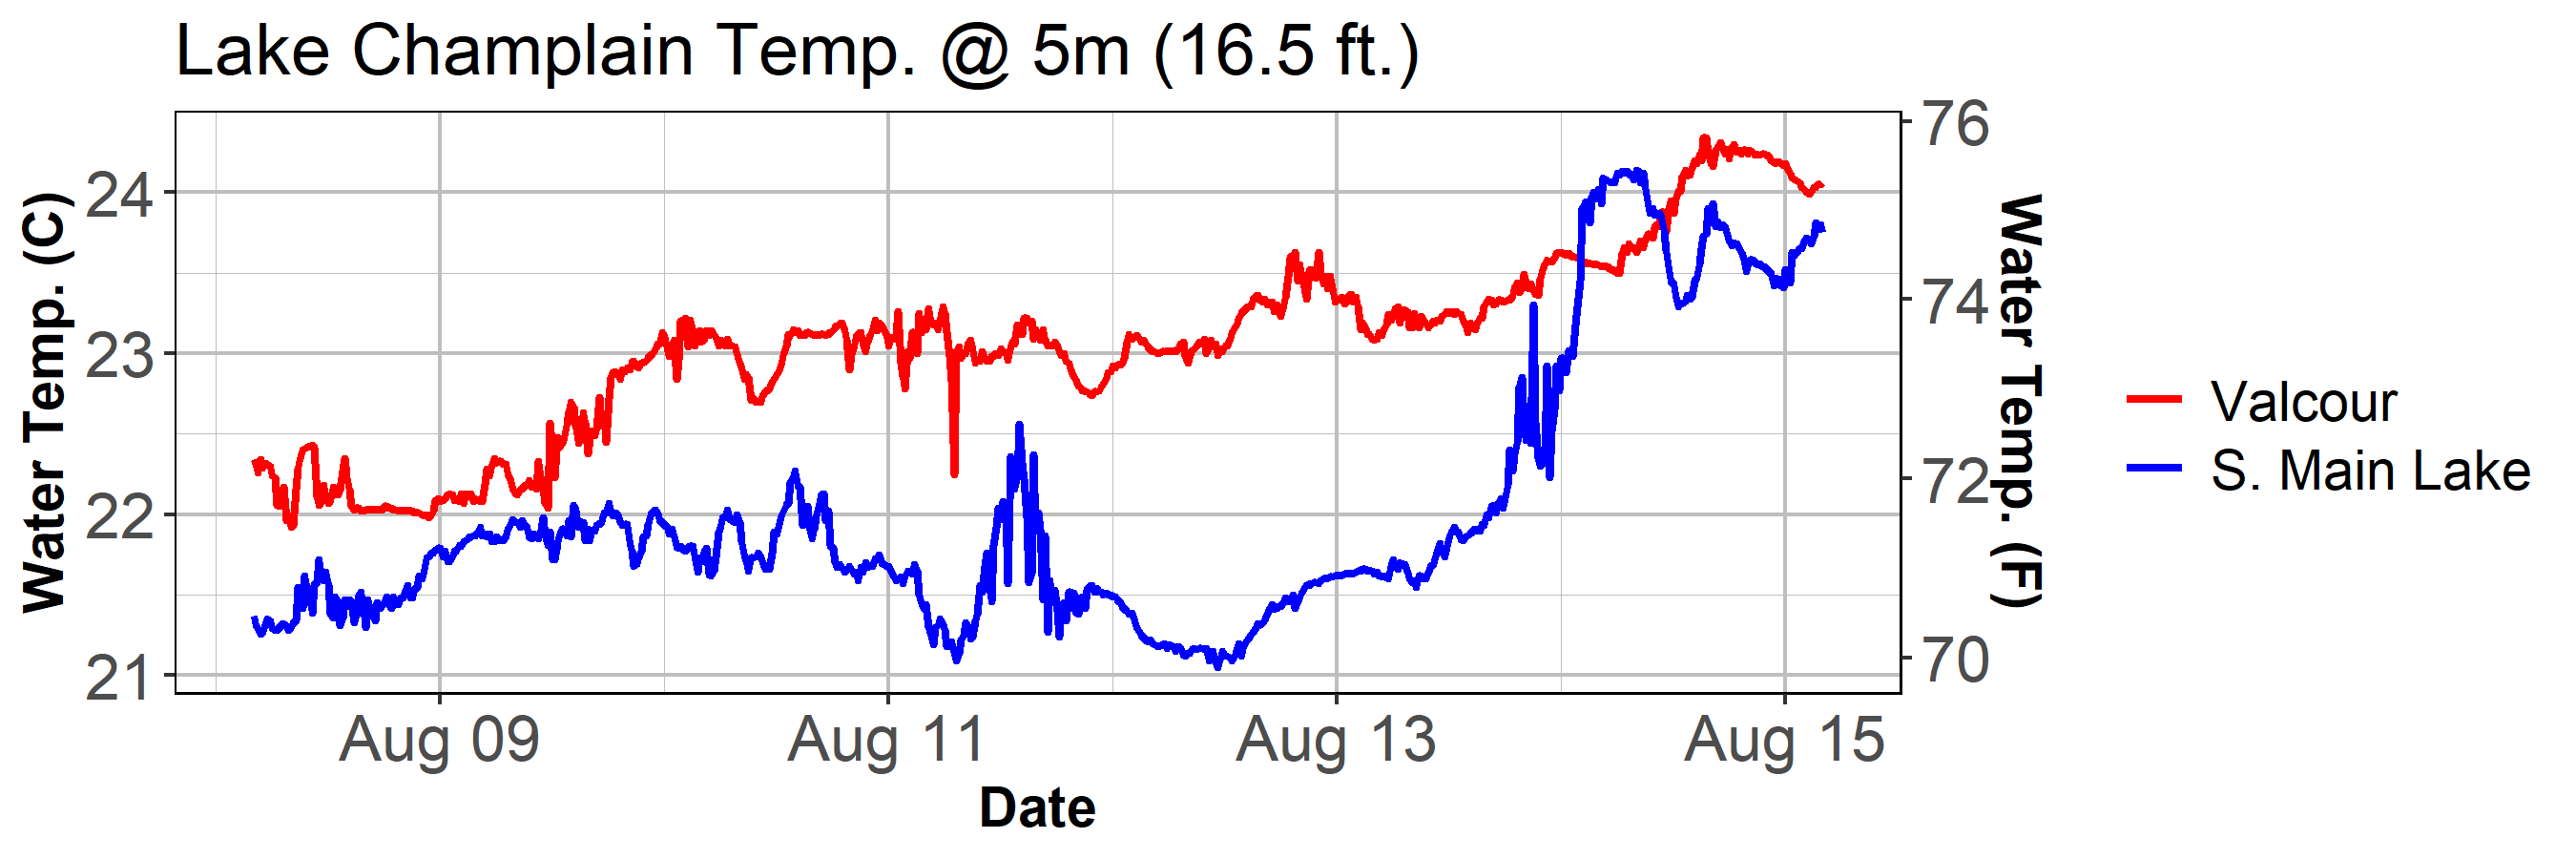 Lake Champlain Temp. @ 5m (16.5 ft.)
Water Temp. (C)
24
23
22
21
76
74
72
70
Water Temp. (F)
Aug 09
Aug 11
Aug 13
Aug 15
Date
Valcour
S. Main Lake